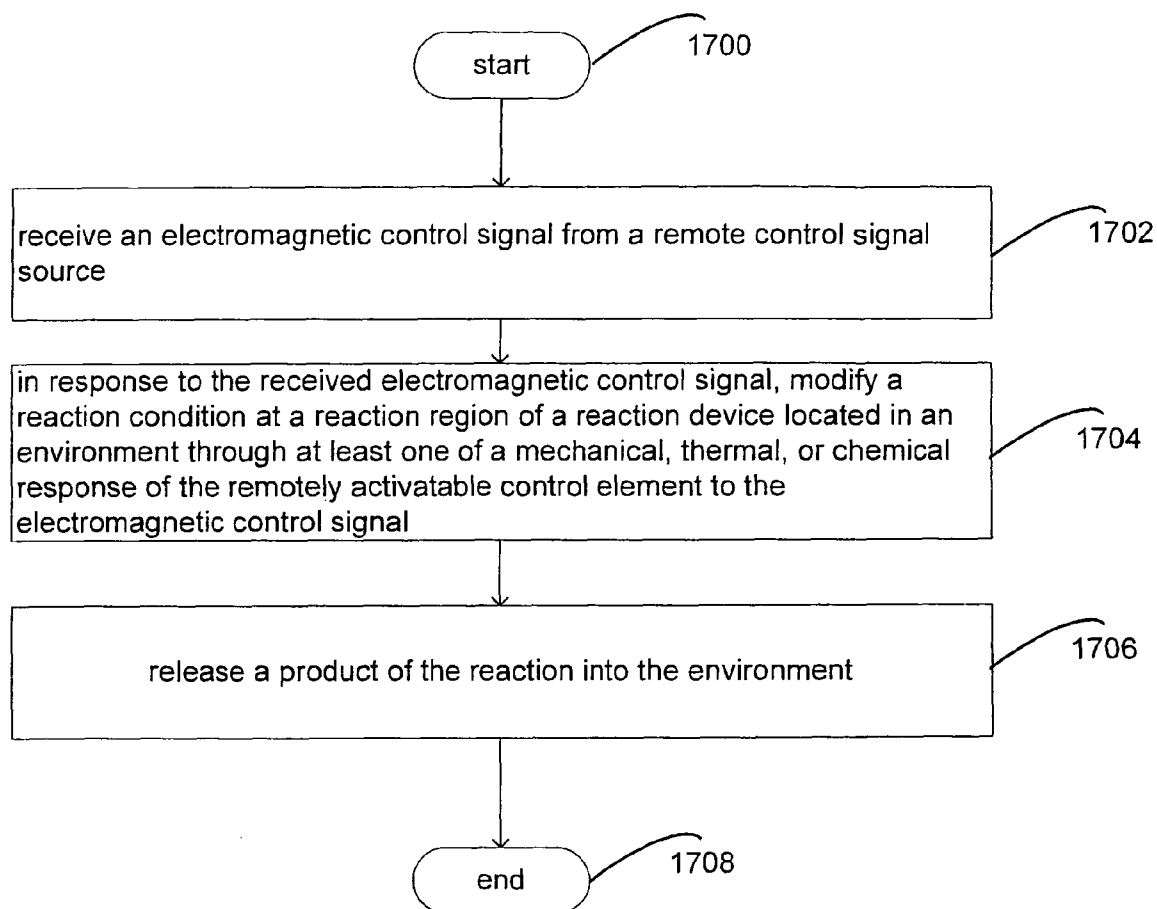 start
1700
receive an electromagnetic control signal from a remote control signal
source
1702
in response to the received electromagnetic control signal, modify a
reaction condition at a reaction region of a reaction device located in an
environment through at least one of a mechanical, thermal, or chemical
response of the remotely activatable control element to the
electromagnetic control signal
1704
release a product of the reaction into the environment
1706
end
1708